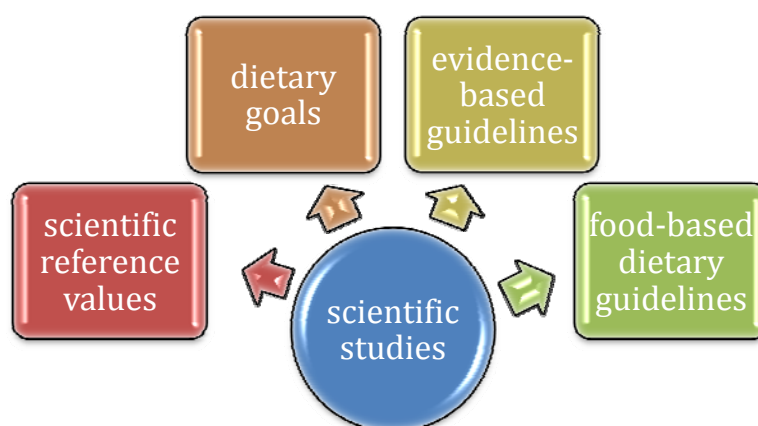 dietary
goals
evidence-
based
guidelines
scientific
reference
values
food-based
dietary
guidelines
scientific
studies